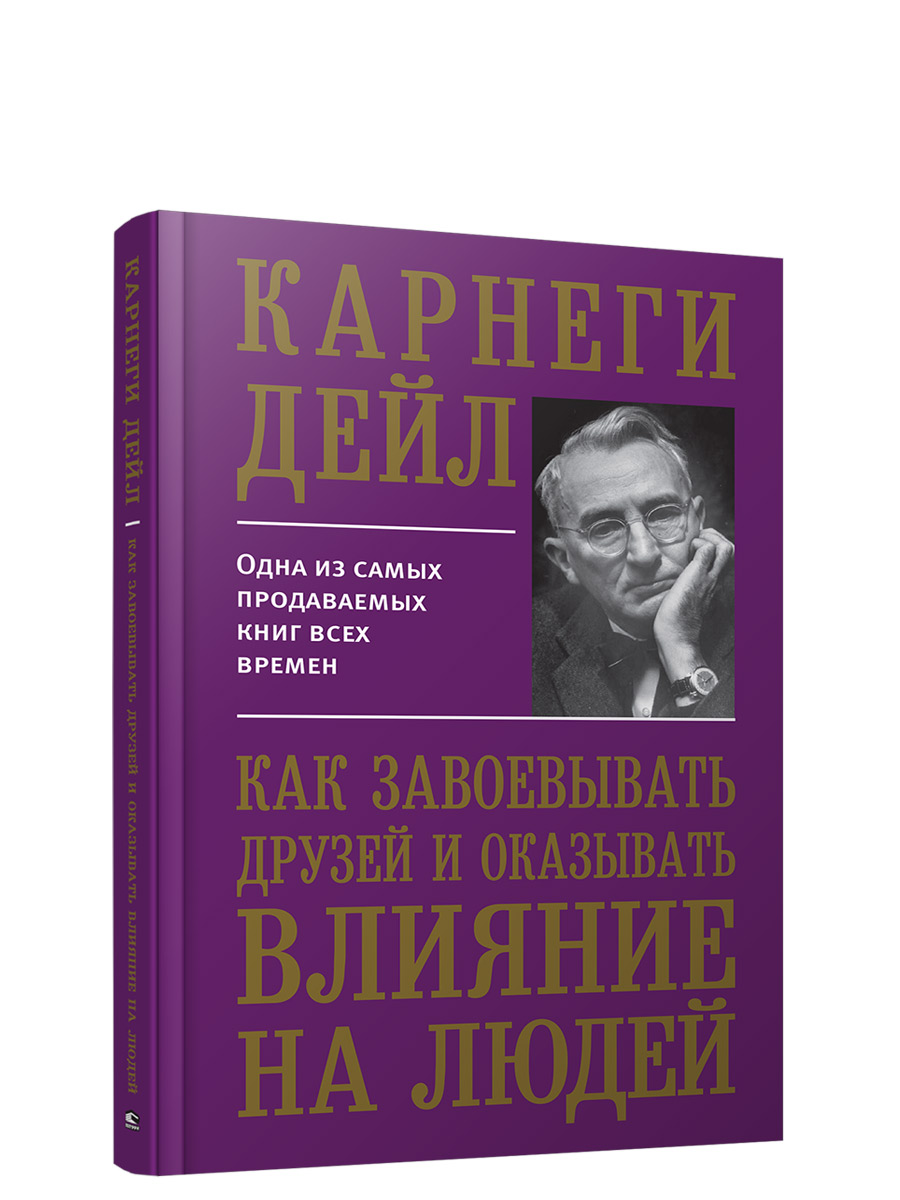 КАРНЕГИ
ДЕЙЛ
Одна из самых
продаваемых
книг всех
времен
КАК ЗАВОЕВЫВАТЬ
ДРУЗЕЙ И ОКАЗЫВАТЬ
ВЛИЯНИЕ
НА ЛЮДЕЙ
КАРНЕГИ ДЕЙЛ | КАК ЗАВОЕВЫВАТЬ ДРУЗЕЙ И ОКАЗЫВАТЬ ВЛИЯНИЕ НА ЛЮДЕЙ